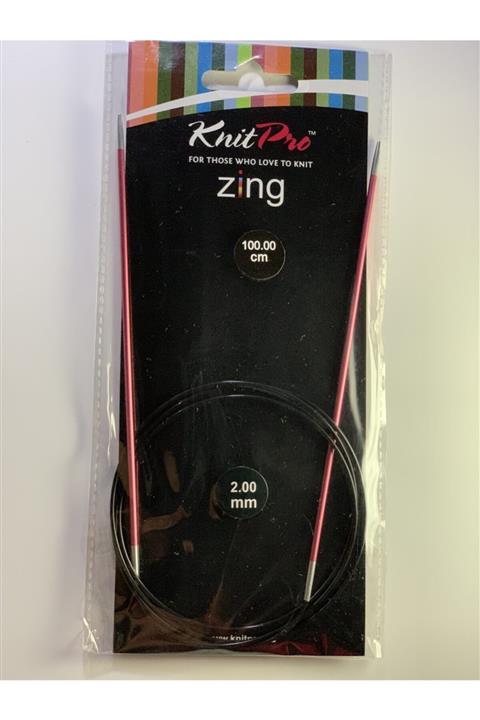 KnitPro™
FOR THOSE WHO LOVE TO KNIT
zing
100.00
cm
2.00
mm